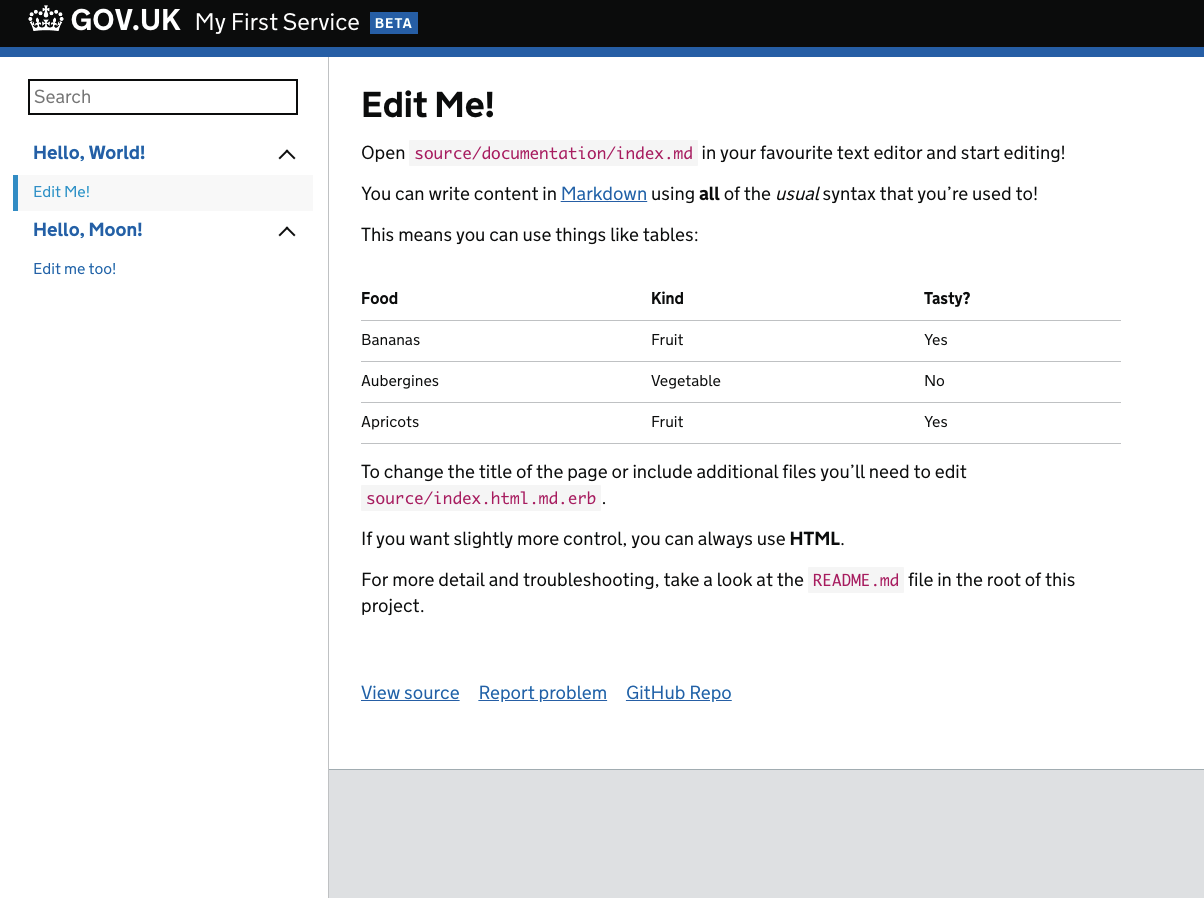 GOV.UK My First Service BETA
Search
Hello, World!
Edit Me!
Hello, Moon!
Edit me too!
Edit Me!
Open source/documentation/index.md in your favourite text editor and start editing!
You can write content in Markdown using all of the usual syntax that you’re used to!
This means you can use things like tables:
Food Kind Tasty?
Bananas Fruit Yes
Aubergines Vegetable No
Apricots Fruit Yes
To change the title of the page or include additional files you’ll need to edit
source/index.html.md.erb.
If you want slightly more control, you can always use HTML.
For more detail and troubleshooting, take a look at the README.md file in the root of this
project.
View source Report problem GitHub Repo